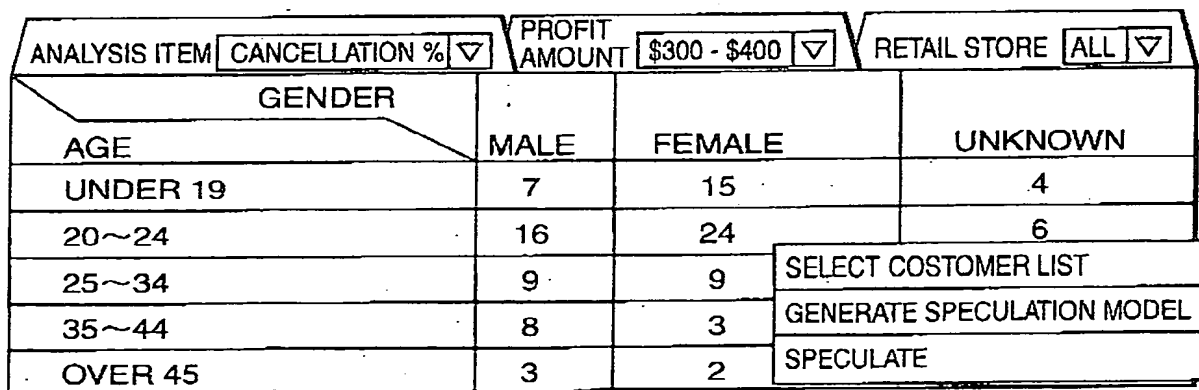 ANALYSIS ITEM CANCELLATION % PROFIT AMOUNT $300 - $400 RETAIL STORE ALL
GENDER
AGE MALE FEMALE UNKNOWN
UNDER 19 7 15 4
20~24 16 24 6
25~34 9 9 SELECT COSTOMER LIST
35~44 8 3 GENERATE SPECULATION MODEL
OVER 45 3 2 SPECULATE